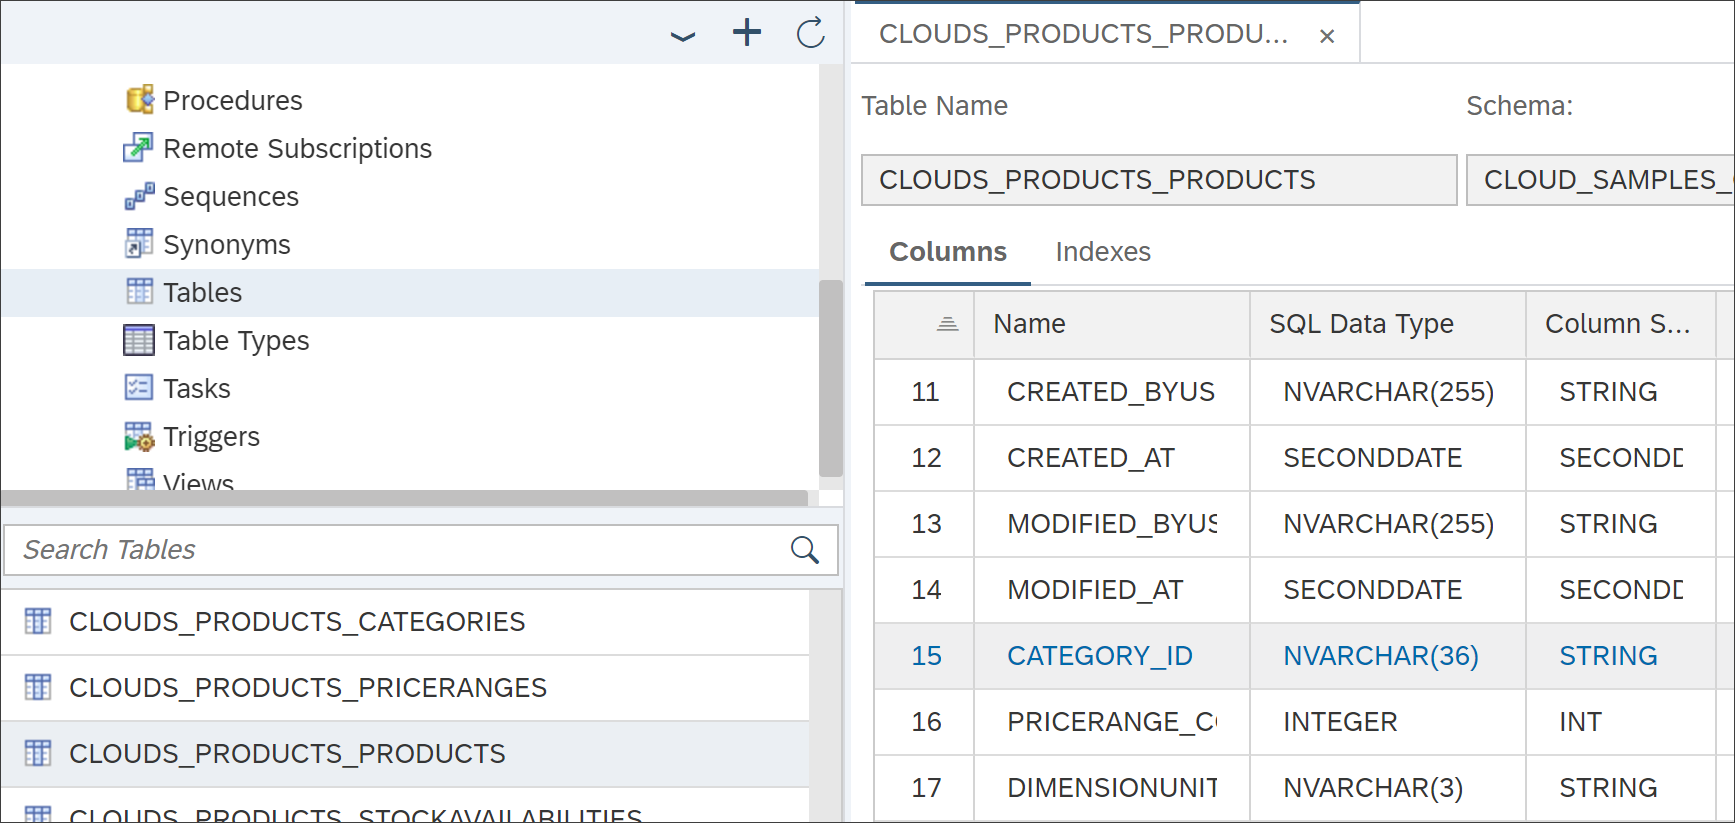 Procedures
Remote Subscriptions
Sequences
Synonyms
Tables
Table Types
Tasks
Triggers
Views
Search Tables
CLOUDS_PRODUCTS_CATEGORIES
CLOUDS_PRODUCTS_PRICERANGES
CLOUDS_PRODUCTS_PRODUCTS
CLOUDS_PRODUCTS_STOCKAVAILABILITIES
CLOUDS_PRODUCTS_PRODU...
Table Name Schema:
CLOUDS_PRODUCTS_PRODUCTS CLOUD_SAMPLES_
Columns Indexes
Name SQL Data Type Column S...
11 CREATED_BYUS NVARCHAR(255) STRING
12 CREATED_AT SECONDDATE SECONDD
13 MODIFIED_BYUS NVARCHAR(255) STRING
14 MODIFIED_AT SECONDDATE SECONDD
15 CATEGORY_ID NVARCHAR(36) STRING
16 PRICERANGE_CO INTEGER INT
17 DIMENSIONUNIT NVARCHAR(3) STRING